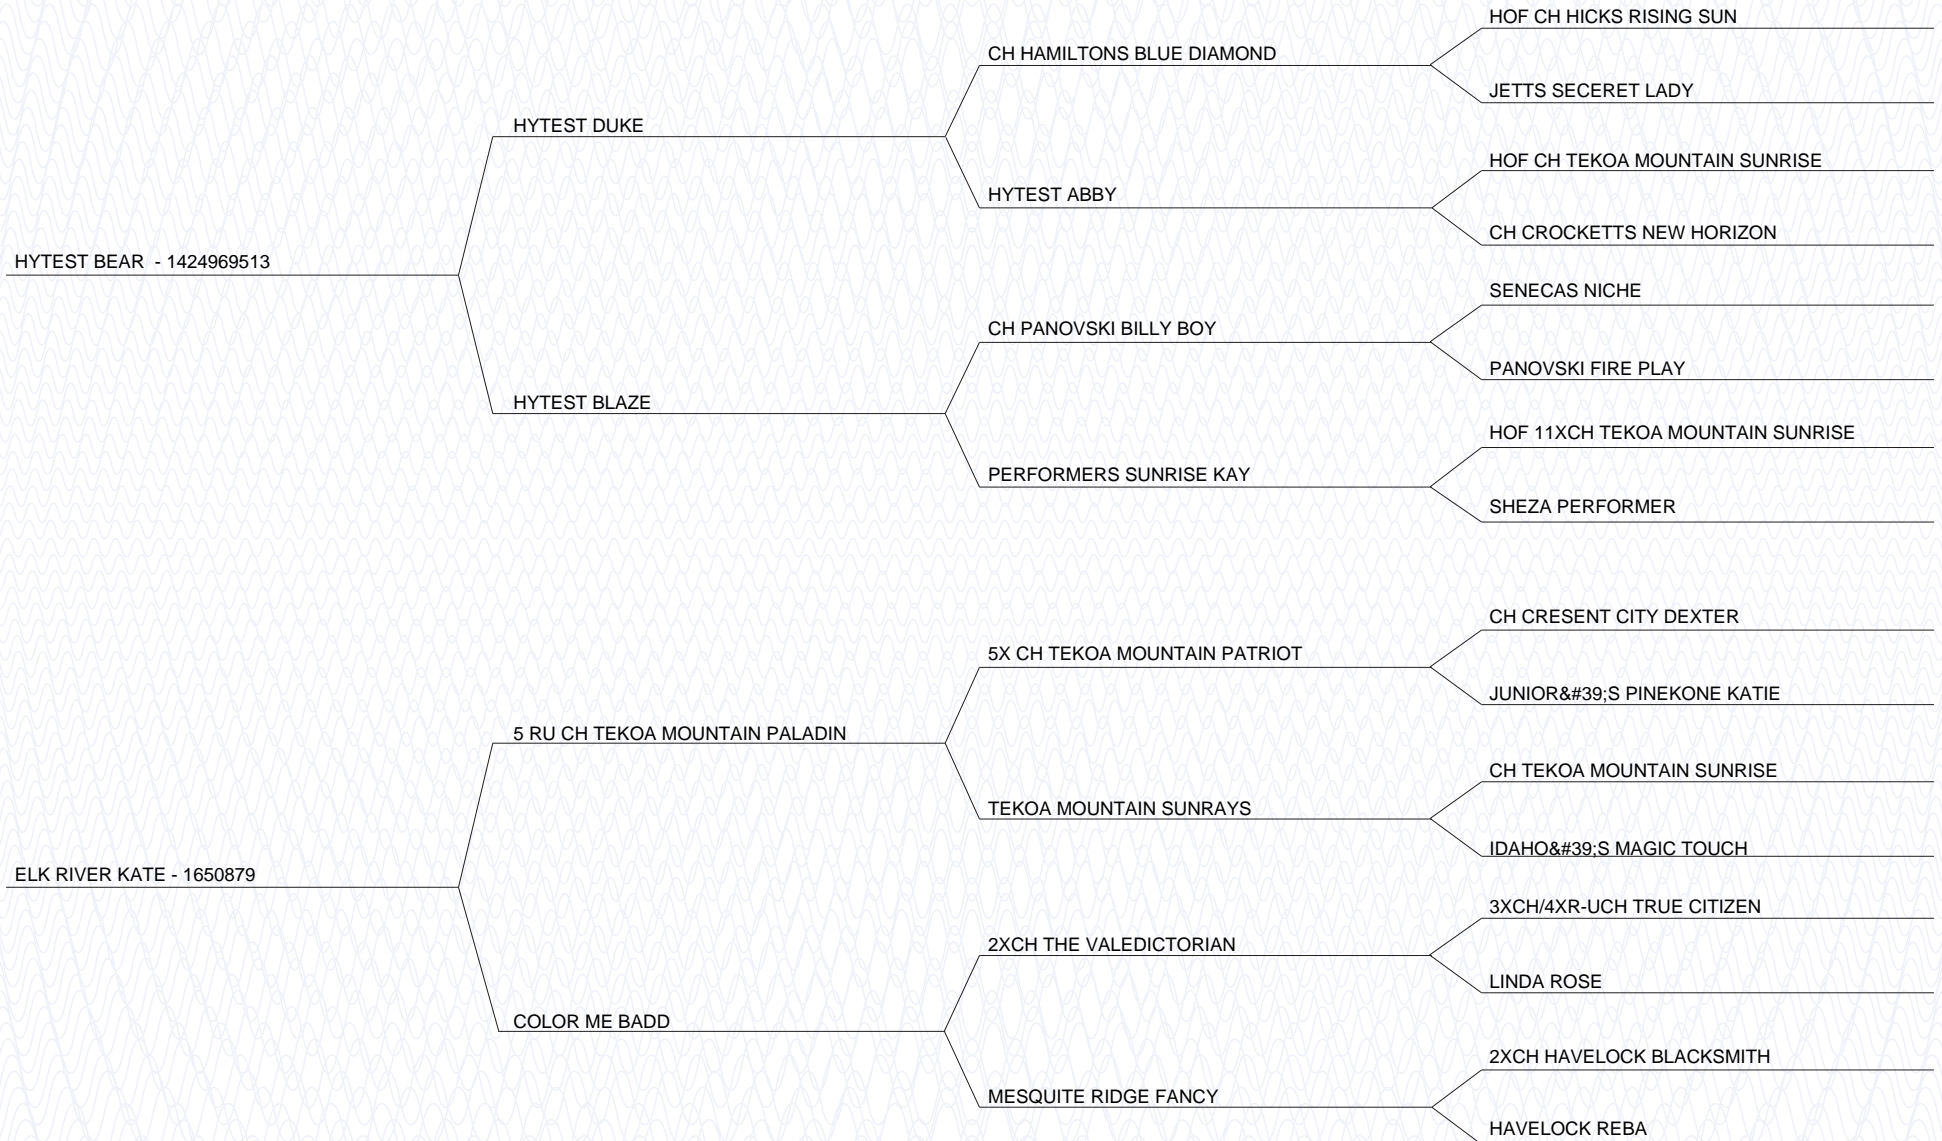 HOF CH HICKS RISING SUN
CH HAMILTONS BLUE DIAMOND
JETTS SECERET LADY
HYTEST DUKE
HOF CH TEKOA MOUNTAIN SUNRISE
HYTEST ABBY
CH CROCKETTS NEW HORIZON
HYTEST BEAR  - 1424969513
SENECAS NICHE
CH PANOVSKI BILLY BOY
PANOVSKI FIRE PLAY
HYTEST BLAZE
HOF 11XCH TEKOA MOUNTAIN SUNRISE
PERFORMERS SUNRISE KAY
SHEZA PERFORMER
CH CRESENT CITY DEXTER
5X CH TEKOA MOUNTAIN PATRIOT
JUNIOR&#39;S PINEKONE KATIE
5 RU CH TEKOA MOUNTAIN PALADIN
CH TEKOA MOUNTAIN SUNRISE
TEKOA MOUNTAIN SUNRAYS
IDAHO&#39;S MAGIC TOUCH
ELK RIVER KATE - 1650879
3XCH/4XR-UCH TRUE CITIZEN
2XCH THE VALEDICTORIAN
LINDA ROSE
COLOR ME BADD
2XCH HAVELOCK BLACKSMITH
MESQUITE RIDGE FANCY
HAVELOCK REBA